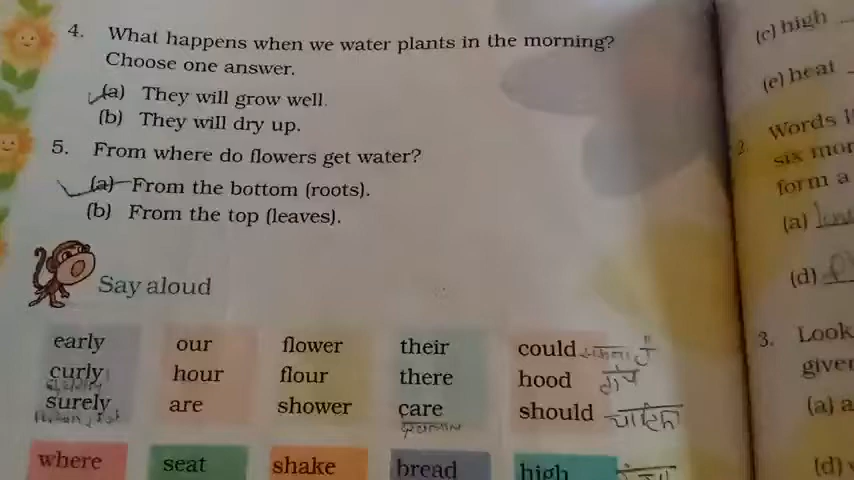 4. What happens when we water plants in the morning?
Choose one answer.
(a) They will grow well.
(b) They will dry up.
5. From where do flowers get water?
(a) From the bottom (roots).
(b) From the top (leaves).
Say aloud
early our flower their could
curly hour flour there hood
surely are shower care should
where seat shake bread high
(c) high
(e) heat
2. Words
six
form a
(a)
(d)
3. Look
given
(a) a
(d)